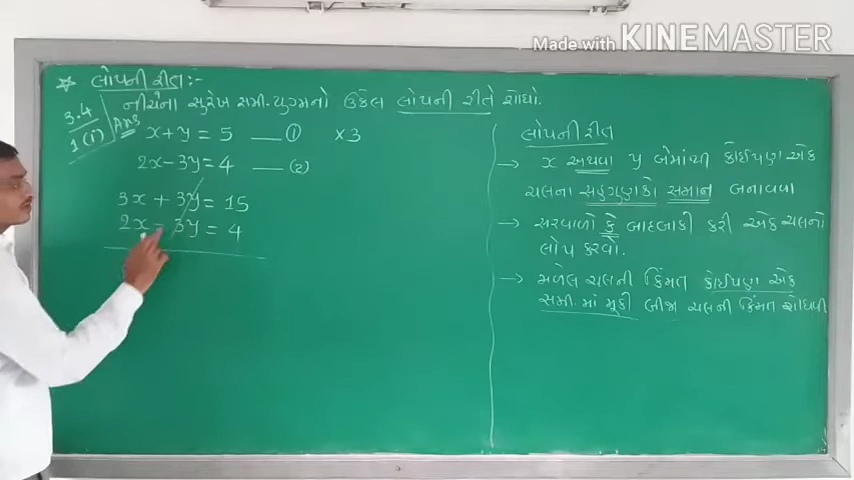 Made with KINEMASTER
☆ લોપની રીત :-
નીચેના સુરેખ સમી. યુગ્મનો ઉકેલ લોપની રીતે શોધો.
3.4
1(i)
Ans
x + y = 5 — ① ×3
2x - 3y = 4 — (2)
3x + 3y = 15
2x - 3y = 4
લોપની રીત
→ x અથવા y બેમાંથી કોઈપણ એક
ચલના સહગુણકો સમાન બનાવવા
→ સરવાળો કે બાદબાકી કરી એક ચલનો
લોપ કરવો.
→ મળેલ ચલની કિંમત કોઈપણ એક
સમી. માં મૂકી બીજા ચલની કિંમત શોધવી